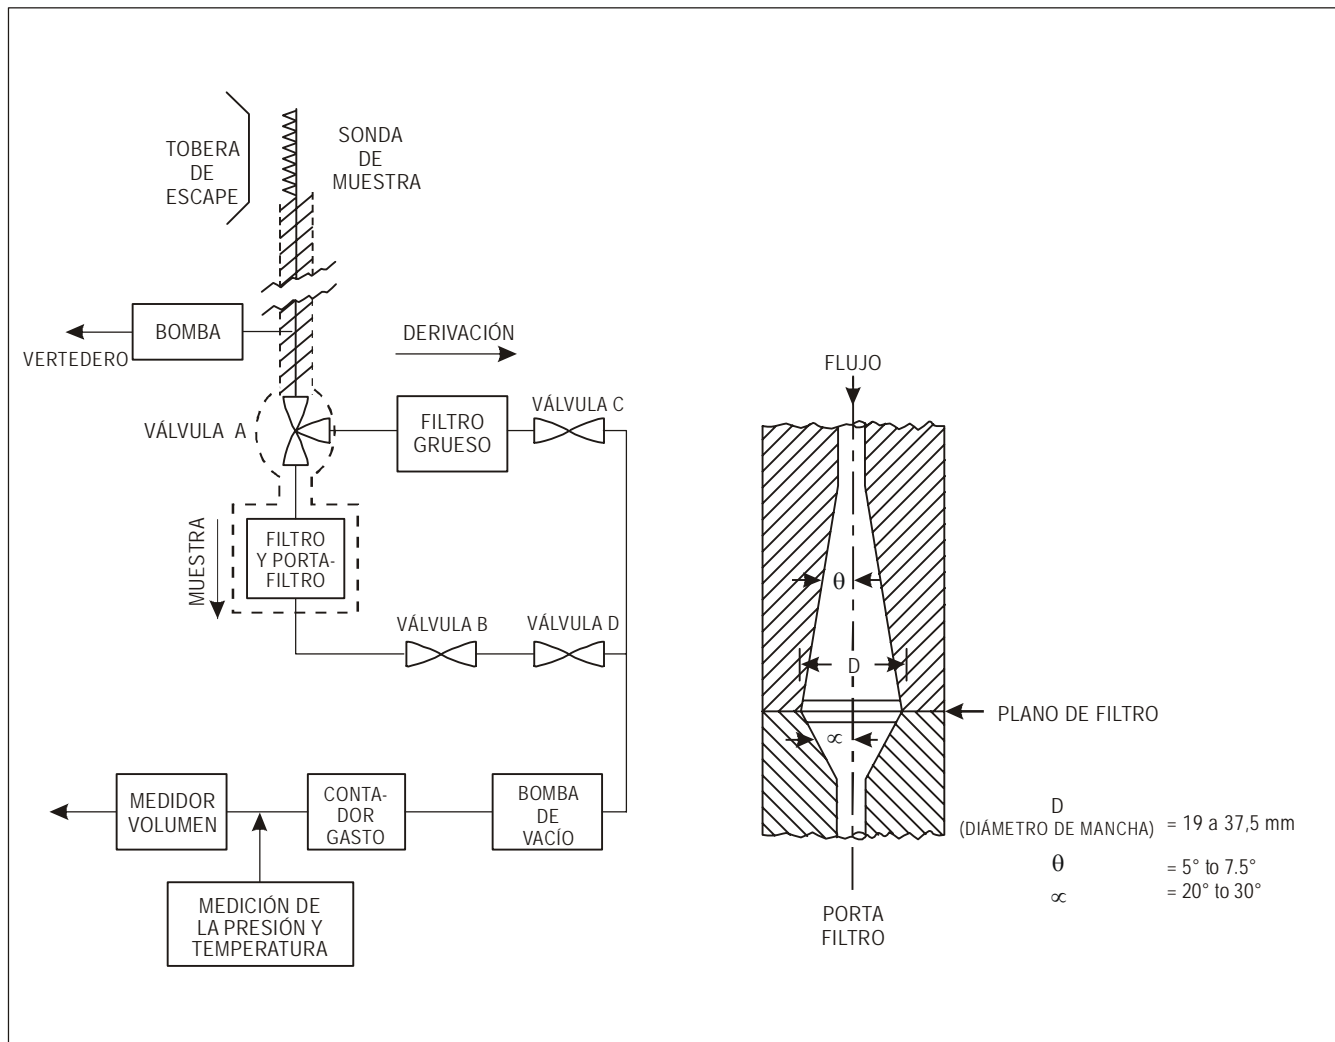 TOBERA
DE
ESCAPE
SONDA
DE
MUESTRA
BOMBA
VERTEDERO
DERIVACIÓN
VÁLVULA A
FILTRO
GRUESO
VÁLVULA C
MUESTRA
FILTRO
Y PORTA-
FILTRO
VÁLVULA B
VÁLVULA D
MEDIDOR
VOLUMEN
CONTA-
DOR
GASTO
BOMBA
DE
VACÍO
MEDICIÓN DE
LA PRESIÓN Y
TEMPERATURA
FLUJO
θ
D
PLANO DE FILTRO
∝
PORTA
FILTRO
D
(DIÁMETRO DE MANCHA) = 19 a 37,5 mm
θ = 5° to 7.5°
∝ = 20° to 30°